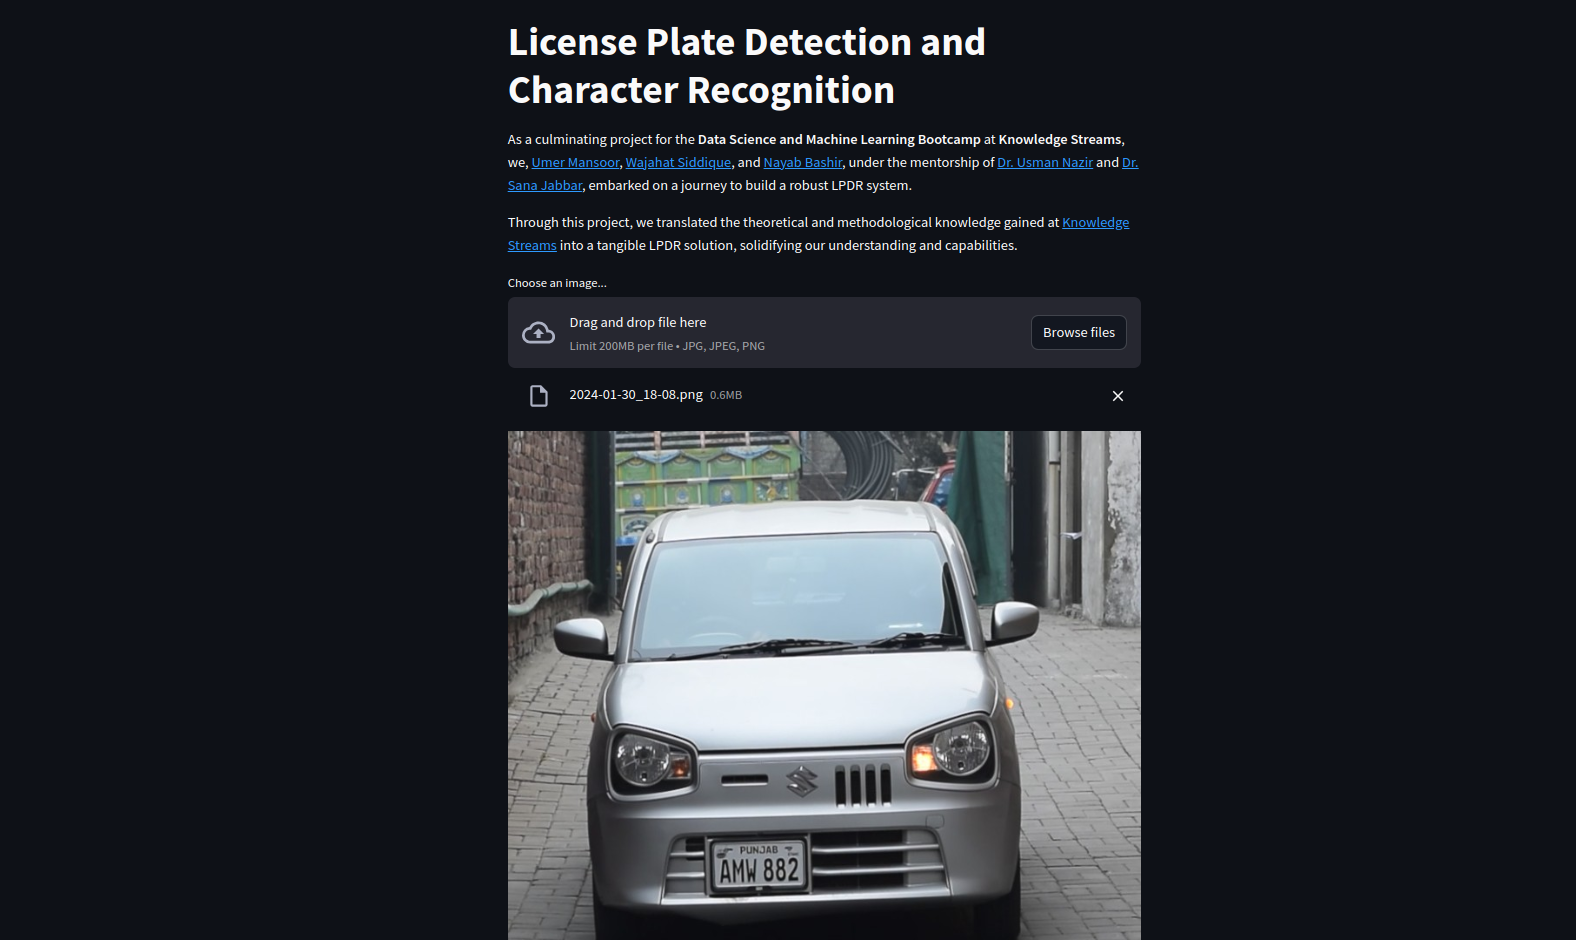 License Plate Detection and
Character Recognition
As a culminating project for the Data Science and Machine Learning Bootcamp at Knowledge Streams,
we, Umer Mansoor, Wajahat Siddique, and Nayab Bashir, under the mentorship of Dr. Usman Nazir and Dr.
Sana Jabbar, embarked on a journey to build a robust LPDR system.
Through this project, we translated the theoretical and methodological knowledge gained at Knowledge
Streams into a tangible LPDR solution, solidifying our understanding and capabilities.
Choose an image...
Drag and drop file here
Limit 200MB per file • JPG, JPEG, PNG
Browse files
2024-01-30_18-08.png 0.6MB
PUNJAB
AMW 882